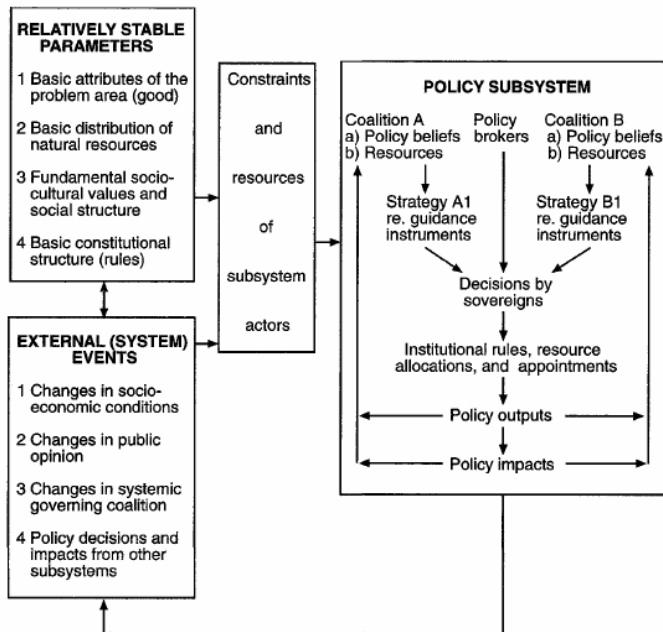 RELATIVELY STABLE
PARAMETERS
1 Basic attributes of the
problem area (good)
2 Basic distribution of
natural resources
3 Fundamental socio-
cultural values and
social structure
4 Basic constitutional
structure (rules)
EXTERNAL (SYSTEM)
EVENTS
1 Changes in socio-
economic conditions
2 Changes in public
opinion
3 Changes in systemic
governing coalition
4 Policy decisions and
impacts from other
subsystems
Constraints
and
resources
of
subsystem
actors
POLICY SUBSYSTEM
Coalition A
a) Policy beliefs
b) Resources
Policy
brokers
Coalition B
a) Policy beliefs
b) Resources
Strategy A1
re. guidance
instruments
Strategy B1
re. guidance
instruments
Decisions by
sovereigns
Institutional rules, resource
allocations, and appointments
Policy outputs
Policy impacts